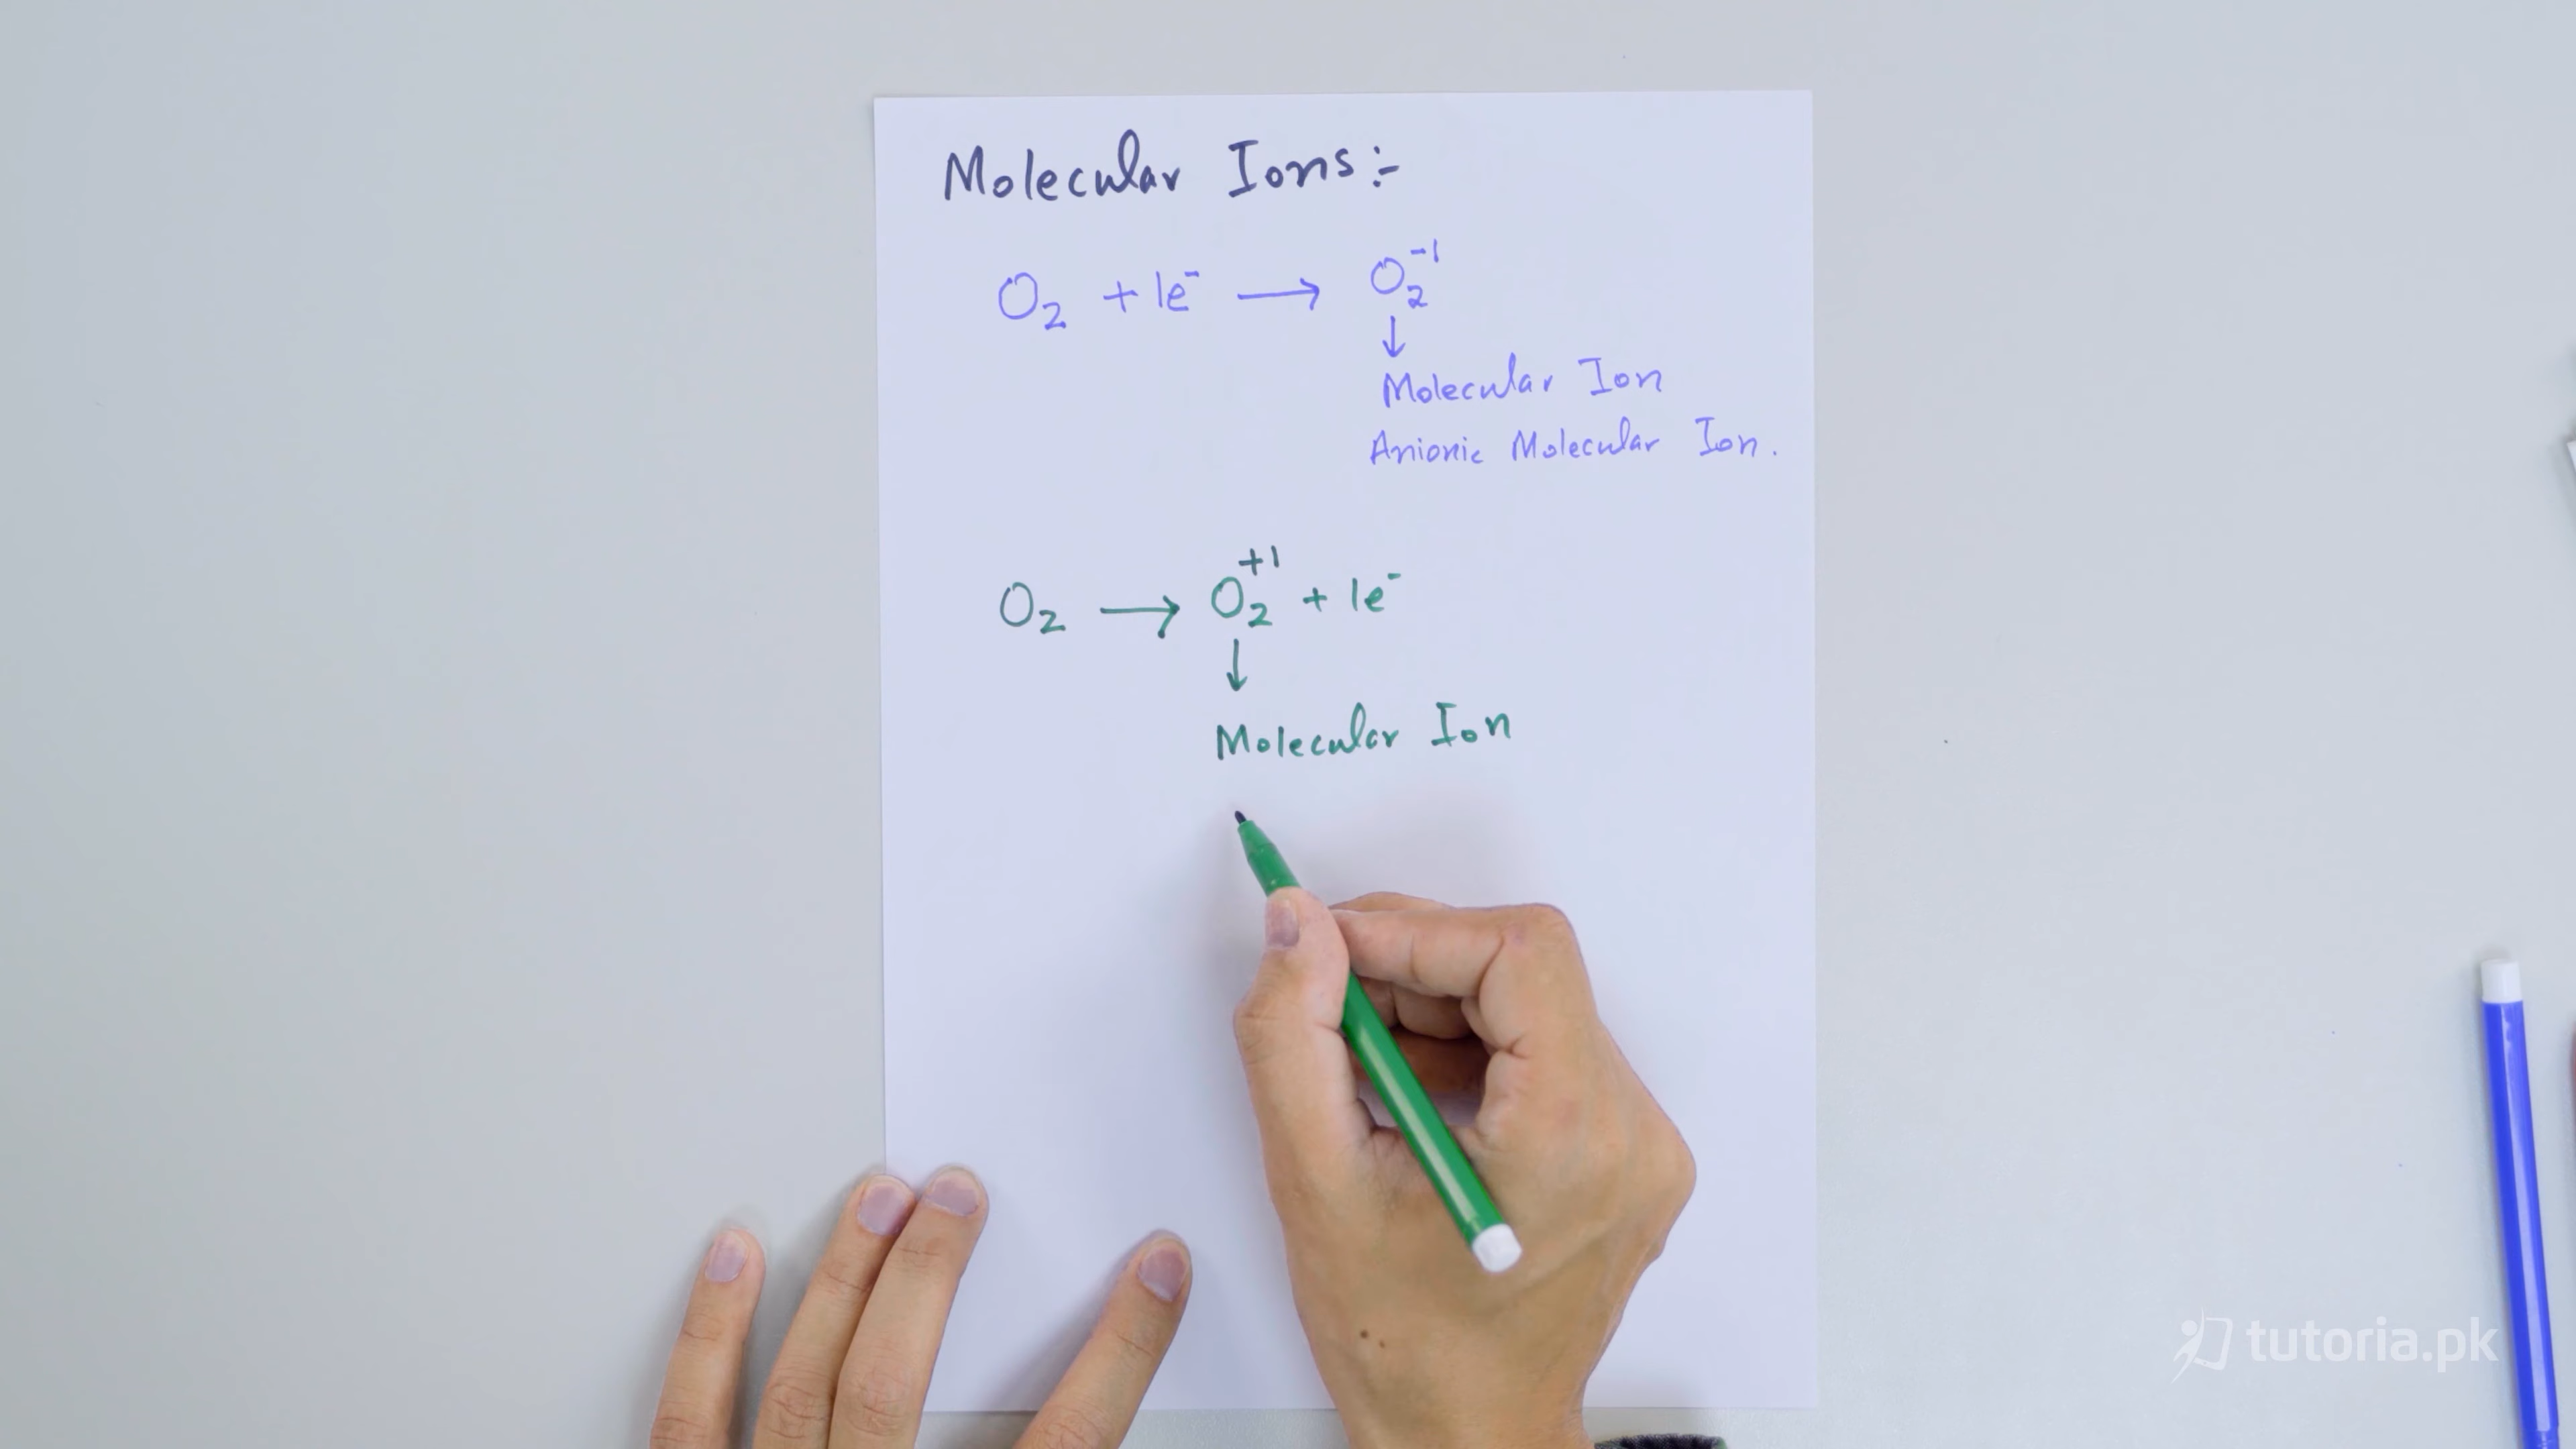 Molecular Ions:-
O₂ + 1e⁻ ⟶ O₂⁻¹
↓
Molecular Ion
Anionic Molecular Ion.
O₂ ⟶ O₂⁺¹ + 1e⁻
↓
Molecular Ion
tutoria.pk